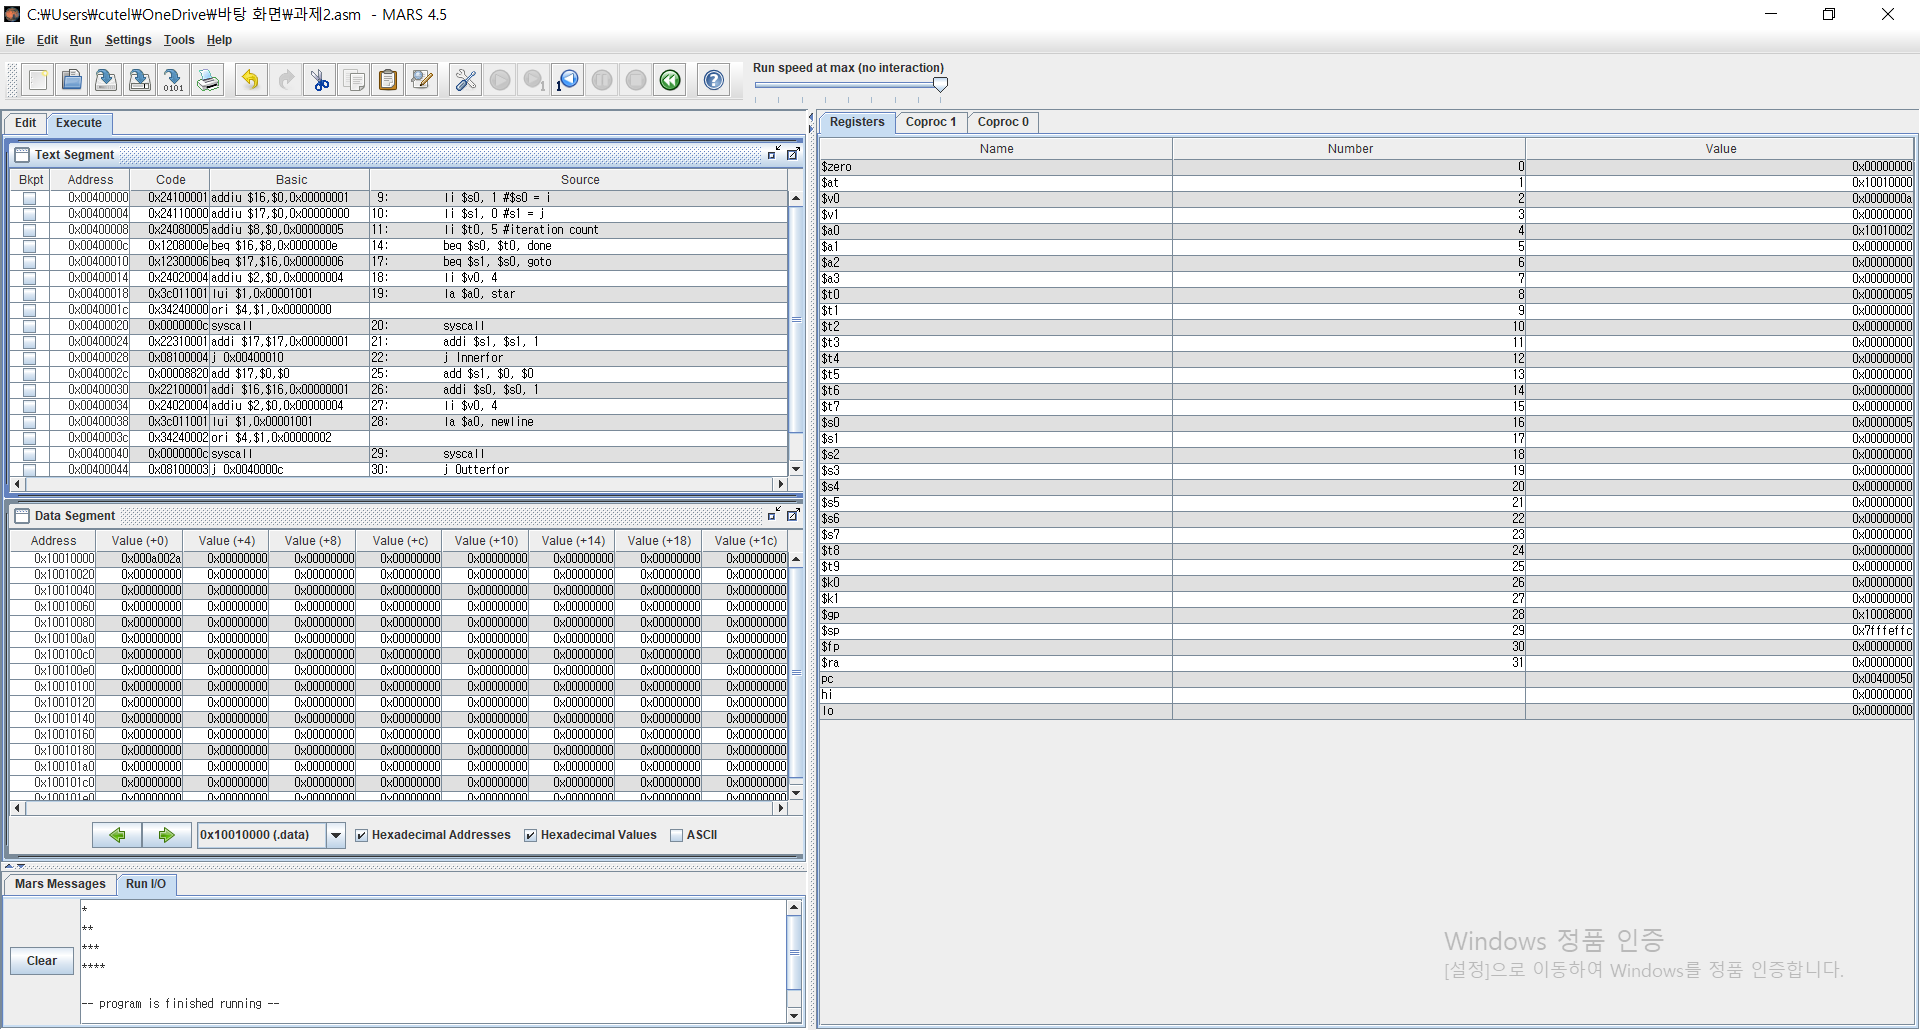 C:₩Users₩cutel₩OneDrive₩바탕 화면₩과제2.asm - MARS 4.5
File Edit Run Settings Tools Help
Run speed at max (no interaction)
Edit Execute
Text Segment
Bkpt Address Code Basic Source
0x00400000 0x24100001 addiu $16,$0,0x00000001 9: li $s0, 1 #$s0 = i
0x00400004 0x24110000 addiu $17,$0,0x00000000 10: li $s1, 0 #s1 = j
0x00400008 0x24080005 addiu $8,$0,0x00000005 11: li $t0, 5 #iteration count
0x0040000c 0x1208000e beq $16,$8,0x0000000e 14: beq $s0, $t0, done
0x00400010 0x12300006 beq $17,$16,0x00000006 17: beq $s1, $s0, goto
0x00400014 0x24020004 addiu $2,$0,0x00000004 18: li $v0, 4
0x00400018 0x3c011001 lui $1,0x00001001 19: la $a0, star
0x0040001c 0x34240000 ori $4,$1,0x00000000
0x00400020 0x0000000c syscall 20: syscall
0x00400024 0x22310001 addi $17,$17,0x00000001 21: addi $s1, $s1, 1
0x00400028 0x08100004 j 0x00400010 22: j Innerfor
0x0040002c 0x00008820 add $17,$0,$0 25: add $s1, $0, $0
0x00400030 0x22100001 addi $16,$16,0x00000001 26: addi $s0, $s0, 1
0x00400034 0x24020004 addiu $2,$0,0x00000004 27: li $v0, 4
0x00400038 0x3c011001 lui $1,0x00001001 28: la $a0, newline
0x0040003c 0x34240002 ori $4,$1,0x00000002
0x00400040 0x0000000c syscall 29: syscall
0x00400044 0x08100003 j 0x0040000c 30: j Outterfor
Data Segment
Address Value (+0) Value (+4) Value (+8) Value (+c) Value (+10) Value (+14) Value (+18) Value (+1c)
0x10010000 0x000a002a 0x00000000 0x00000000 0x00000000 0x00000000 0x00000000 0x00000000 0x00000000
0x10010020 0x00000000 0x00000000 0x00000000 0x00000000 0x00000000 0x00000000 0x00000000 0x00000000
0x10010040 0x00000000 0x00000000 0x00000000 0x00000000 0x00000000 0x00000000 0x00000000 0x00000000
0x10010060 0x00000000 0x00000000 0x00000000 0x00000000 0x00000000 0x00000000 0x00000000 0x00000000
0x10010080 0x00000000 0x00000000 0x00000000 0x00000000 0x00000000 0x00000000 0x00000000 0x00000000
0x100100a0 0x00000000 0x00000000 0x00000000 0x00000000 0x00000000 0x00000000 0x00000000 0x00000000
0x100100c0 0x00000000 0x00000000 0x00000000 0x00000000 0x00000000 0x00000000 0x00000000 0x00000000
0x100100e0 0x00000000 0x00000000 0x00000000 0x00000000 0x00000000 0x00000000 0x00000000 0x00000000
0x10010100 0x00000000 0x00000000 0x00000000 0x00000000 0x00000000 0x00000000 0x00000000 0x00000000
0x10010120 0x00000000 0x00000000 0x00000000 0x00000000 0x00000000 0x00000000 0x00000000 0x00000000
0x10010140 0x00000000 0x00000000 0x00000000 0x00000000 0x00000000 0x00000000 0x00000000 0x00000000
0x10010160 0x00000000 0x00000000 0x00000000 0x00000000 0x00000000 0x00000000 0x00000000 0x00000000
0x10010180 0x00000000 0x00000000 0x00000000 0x00000000 0x00000000 0x00000000 0x00000000 0x00000000
0x100101a0 0x00000000 0x00000000 0x00000000 0x00000000 0x00000000 0x00000000 0x00000000 0x00000000
0x100101c0 0x00000000 0x00000000 0x00000000 0x00000000 0x00000000 0x00000000 0x00000000 0x00000000
0x100101e0 0x00000000 0x00000000 0x00000000 0x00000000 0x00000000 0x00000000 0x00000000 0x00000000
0x10010000 (.data) Hexadecimal Addresses Hexadecimal Values ASCII
Mars Messages Run I/O
Clear
*
**
***
****
-- program is finished running --
Registers Coproc 1 Coproc 0
Name Number Value
$zero 0 0x00000000
$at 1 0x10010000
$v0 2 0x0000000a
$v1 3 0x00000000
$a0 4 0x10010002
$a1 5 0x00000000
$a2 6 0x00000000
$a3 7 0x00000000
$t0 8 0x00000005
$t1 9 0x00000000
$t2 10 0x00000000
$t3 11 0x00000000
$t4 12 0x00000000
$t5 13 0x00000000
$t6 14 0x00000000
$t7 15 0x00000000
$s0 16 0x00000005
$s1 17 0x00000000
$s2 18 0x00000000
$s3 19 0x00000000
$s4 20 0x00000000
$s5 21 0x00000000
$s6 22 0x00000000
$s7 23 0x00000000
$t8 24 0x00000000
$t9 25 0x00000000
$k0 26 0x00000000
$k1 27 0x00000000
$gp 28 0x10008000
$sp 29 0x7fffeffc
$fp 30 0x00000000
$ra 31 0x00000000
pc 0x00400050
hi 0x00000000
lo 0x00000000
Windows 정품 인증
[설정]으로 이동하여 Windows를 정품 인증합니다.